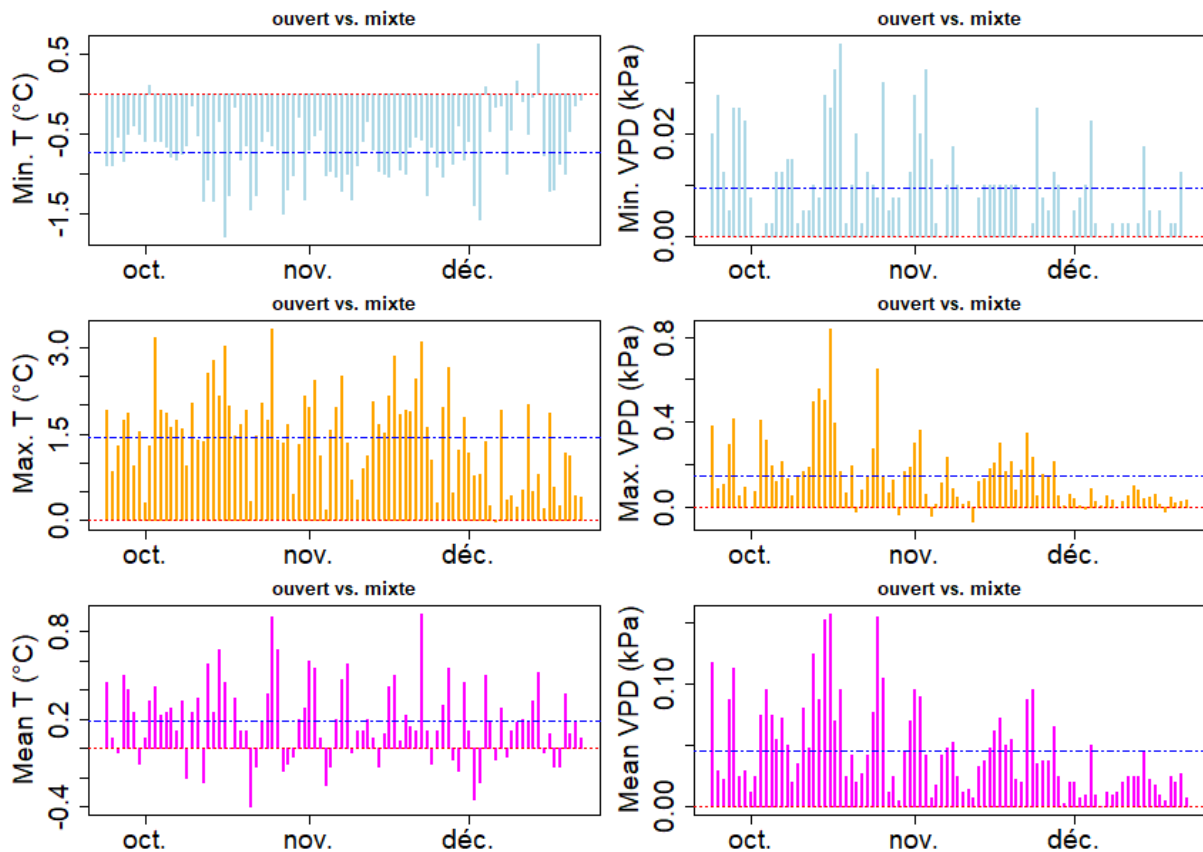 ouvert vs. mixte
Min. T (°C)
0.5
-0.5
-1.5
oct. nov. déc.
ouvert vs. mixte
Min. VPD (kPa)
0.02
0.00
oct. nov. déc.
ouvert vs. mixte
Max. T (°C)
3.0
1.5
0.0
oct. nov. déc.
ouvert vs. mixte
Max. VPD (kPa)
0.8
0.4
0.0
oct. nov. déc.
ouvert vs. mixte
Mean T (°C)
0.8
0.2
-0.4
oct. nov. déc.
ouvert vs. mixte
Mean VPD (kPa)
0.10
0.00
oct. nov. déc.